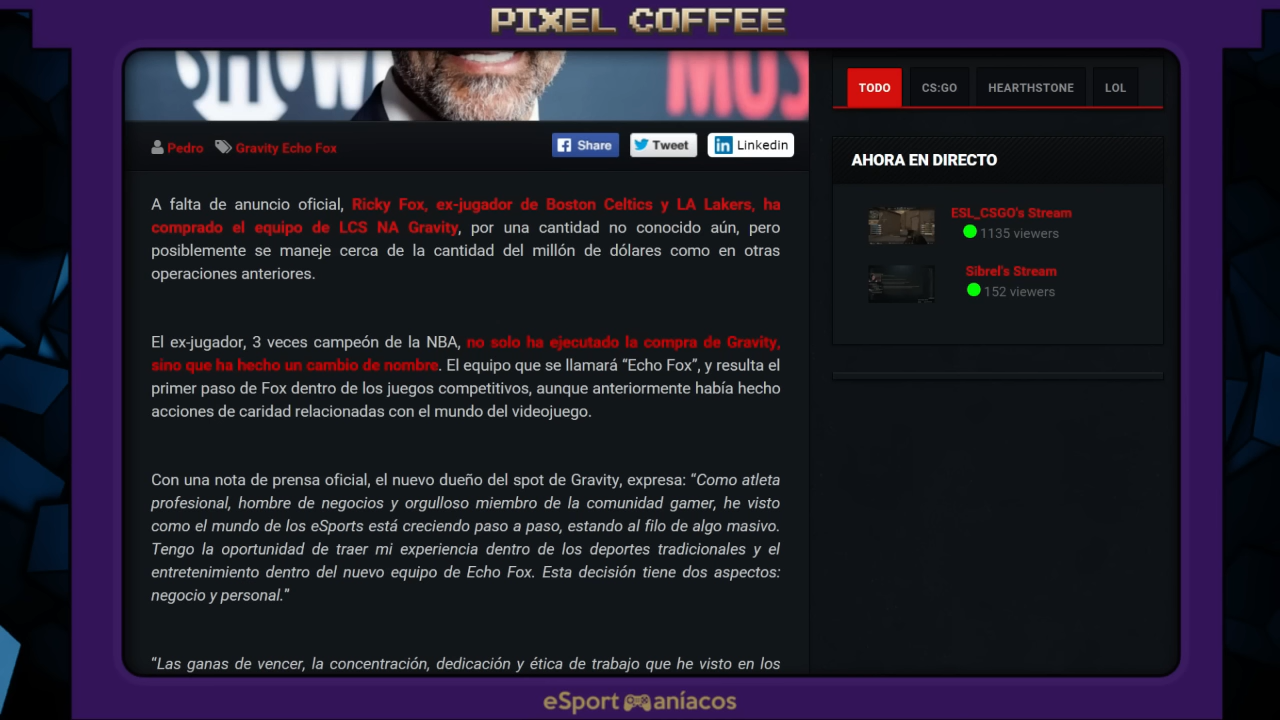 PIXEL COFFEE
SHOW
MOS
TODO
CS:GO
HEARTHSTONE
LOL
Pedro
Gravity Echo Fox
Share
Tweet
Linkedin
AHORA EN DIRECTO
ESL_CSGO's Stream
1135 viewers
Sibrel's Stream
152 viewers
A falta de anuncio oficial, Ricky Fox, ex-jugador de Boston Celtics y LA Lakers, ha
comprado el equipo de LCS NA Gravity, por una cantidad no conocido aún, pero
posiblemente se maneje cerca de la cantidad del millón de dólares como en otras
operaciones anteriores.
El ex-jugador, 3 veces campeón de la NBA, no solo ha ejecutado la compra de Gravity,
sino que ha hecho un cambio de nombre. El equipo que se llamará “Echo Fox”, y resulta el
primer paso de Fox dentro de los juegos competitivos, aunque anteriormente había hecho
acciones de caridad relacionadas con el mundo del videojuego.
Con una nota de prensa oficial, el nuevo dueño del spot de Gravity, expresa: “Como atleta
profesional, hombre de negocios y orgulloso miembro de la comunidad gamer, he visto
como el mundo de los eSports está creciendo paso a paso, estando al filo de algo masivo.
Tengo la oportunidad de traer mi experiencia dentro de los deportes tradicionales y el
entretenimiento dentro del nuevo equipo de Echo Fox. Esta decisión tiene dos aspectos:
negocio y personal."
"Las ganas de vencer, la concentración, dedicación y ética de trabajo que he visto en los
eSportmaníacos